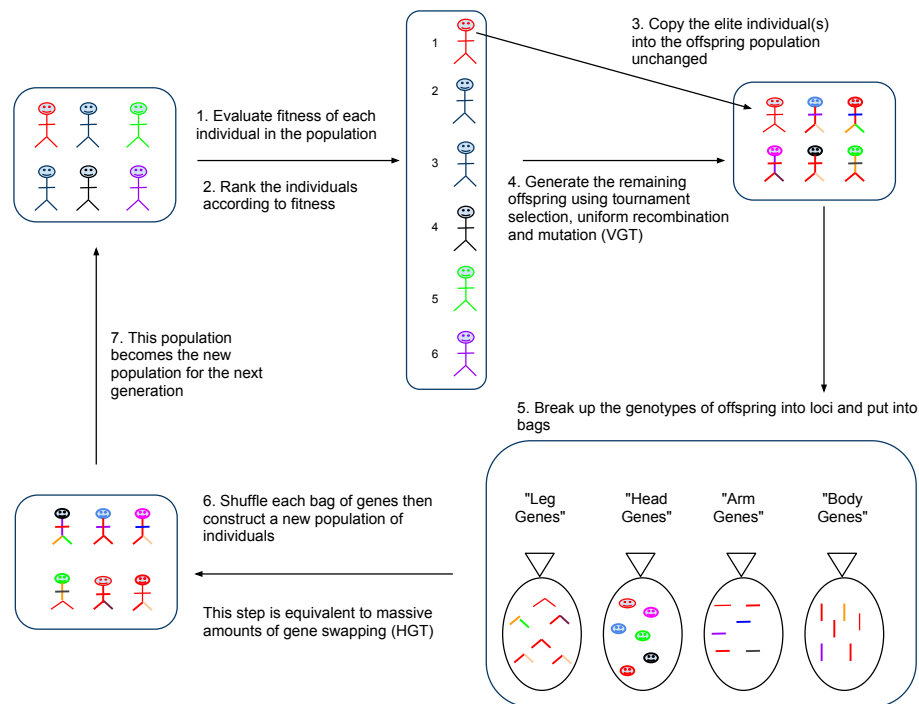 1. Evaluate fitness of each
individual in the population
2. Rank the individuals
according to fitness
1
2
3
4
5
6
3. Copy the elite individual(s)
into the offspring population
unchanged
4. Generate the remaining
offspring using tournament
selection, uniform recombination
and mutation (VGT)
5. Break up the genotypes of offspring into loci and put into
bags
"Leg
Genes"
"Head
Genes"
"Arm
Genes"
"Body
Genes"
6. Shuffle each bag of genes then
construct a new population of
individuals
This step is equivalent to massive
amounts of gene swapping (HGT)
7. This population
becomes the new
population for the next
generation